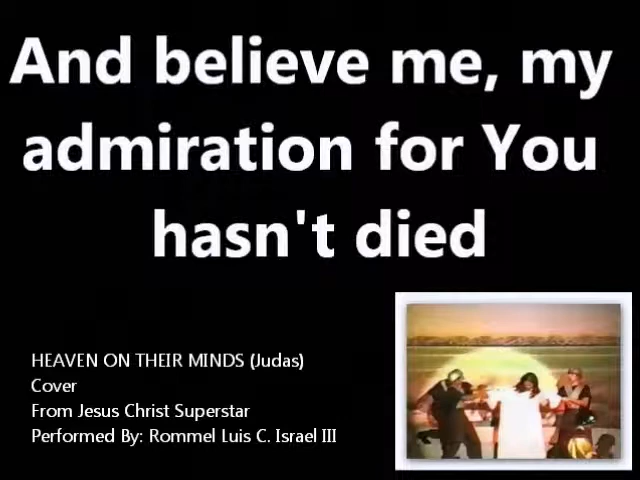 And believe me, my
admiration for You
hasn't died
HEAVEN ON THEIR MINDS (Judas)
Cover
From Jesus Christ Superstar
Performed By: Rommel Luis C. Israel III